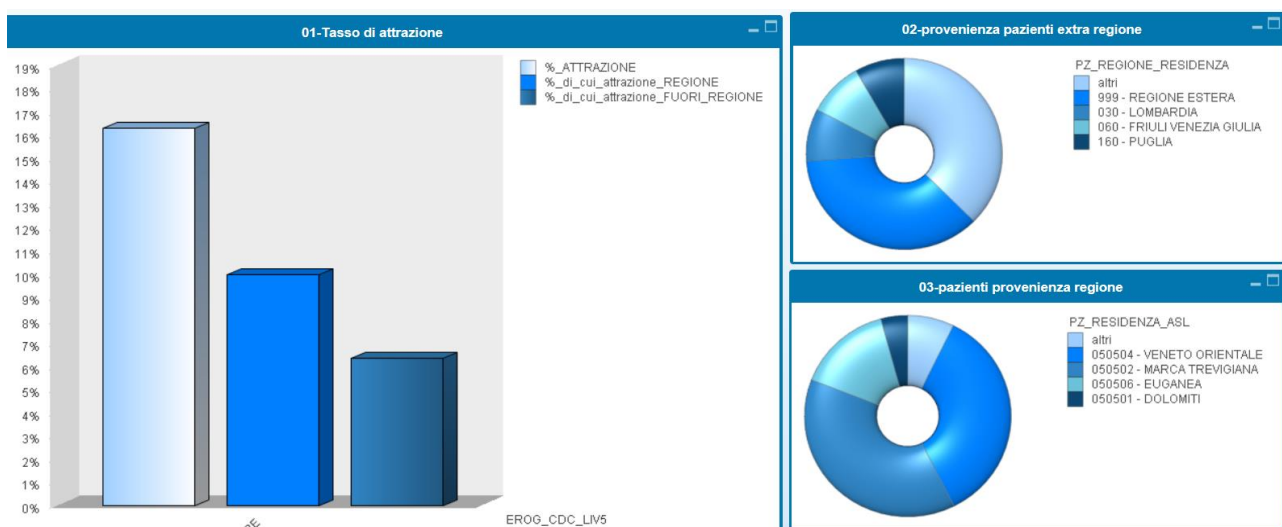 01-Tasso di attrazione
19%
18%
17%
16%
15%
14%
13%
12%
11%
10%
9%
8%
7%
6%
5%
4%
3%
2%
1%
0%
%_ATTRAZIONE
%_di_cui_attrazione_REGIONE
%_di_cui_attrazione_FUORI_REGIONE
EROG_CDC_LIV5
02-provenienza pazienti extra regione
PZ_REGIONE_RESIDENZA
altri
999 - REGIONE ESTERA
030 - LOMBARDIA
060 - FRIULI VENEZIA GIULIA
160 - PUGLIA
03-pazienti provenienza regione
PZ_RESIDENZA_ASL
altri
050504 - VENETO ORIENTALE
050502 - MARCA TREVIGIANA
050506 - EUGANEA
050501 - DOLOMITI